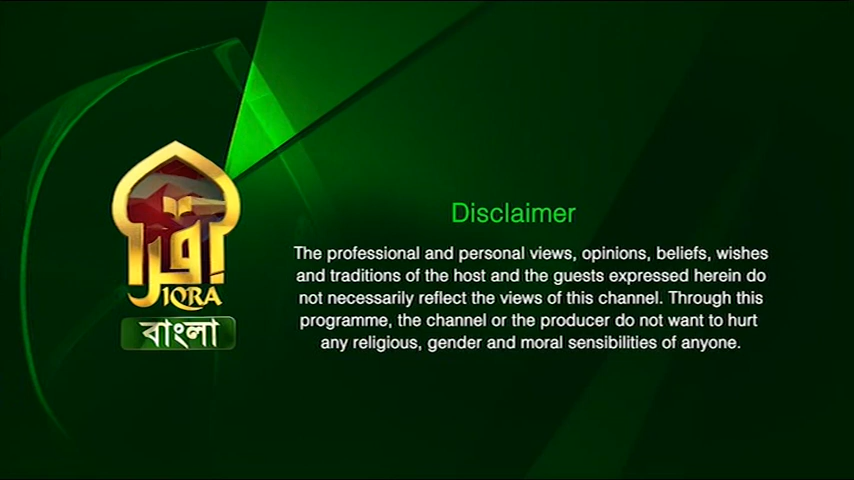 اقرأ
IQRA
বাংলা
Disclaimer
The professional and personal views, opinions, beliefs, wishes
and traditions of the host and the guests expressed herein do
not necessarily reflect the views of this channel. Through this
programme, the channel or the producer do not want to hurt
any religious, gender and moral sensibilities of anyone.